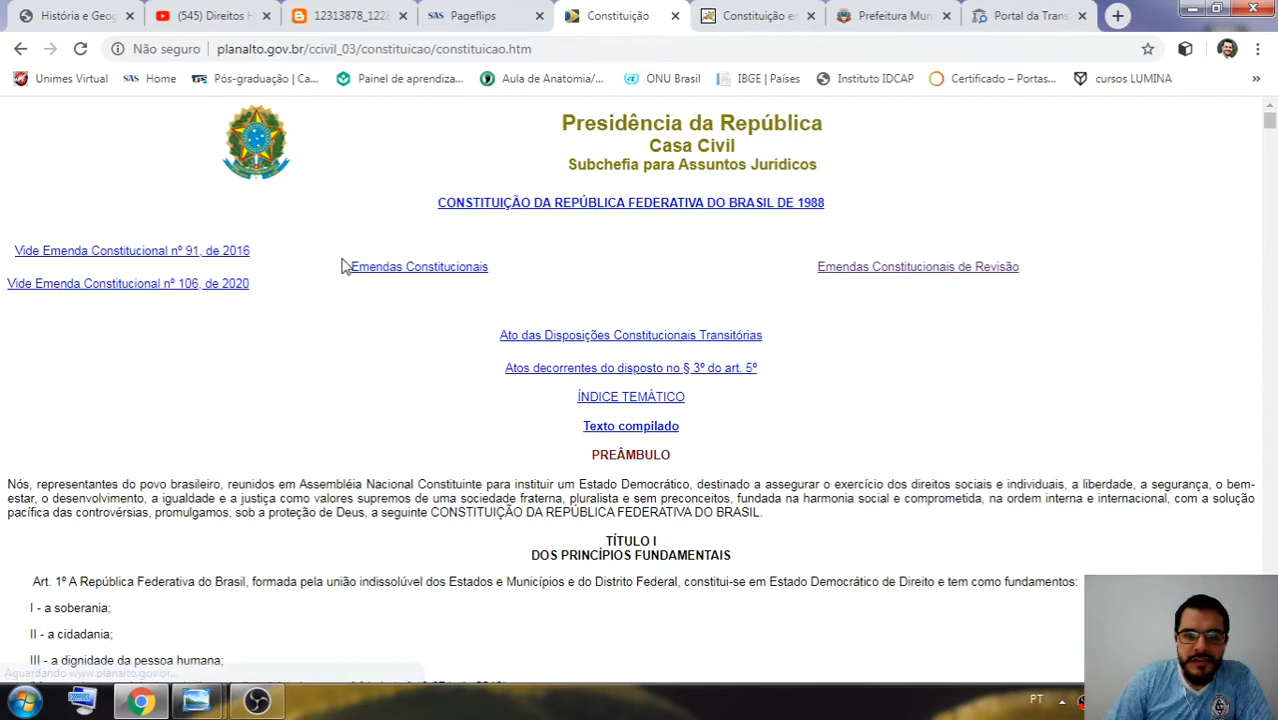 História e Geog
(545) Direitos H
12313878_1228
SAS Pageflips
Constituição
Constituição em
Prefeitura Mun
Portal da Trans
Não seguro planalto.gov.br/ccivil_03/constituicao/constituicao.htm
Unimes Virtual
SAS Home
Pós-graduação | Ca...
Painel de aprendiza...
Aula de Anatomia/...
ONU Brasil
IBGE | Países
Instituto IDCAP
Certificado – Portas...
cursos LUMINA
»
Presidência da República
Casa Civil
Subchefia para Assuntos Jurídicos
CONSTITUIÇÃO DA REPÚBLICA FEDERATIVA DO BRASIL DE 1988
Vide Emenda Constitucional nº 91, de 2016
Emendas Constitucionais
Emendas Constitucionais de Revisão
Vide Emenda Constitucional nº 106, de 2020
Ato das Disposições Constitucionais Transitórias
Atos decorrentes do disposto no § 3º do art. 5º
ÍNDICE TEMÁTICO
Texto compilado
PREÂMBULO
Nós, representantes do povo brasileiro, reunidos em Assembléia Nacional Constituinte para instituir um Estado Democrático, destinado a assegurar o exercício dos direitos sociais e individuais, a liberdade, a segurança, o bem-
estar, o desenvolvimento, a igualdade e a justiça como valores supremos de uma sociedade fraterna, pluralista e sem preconceitos, fundada na harmonia social e comprometida, na ordem interna e internacional, com a solução
pacífica das controvérsias, promulgamos, sob a proteção de Deus, a seguinte CONSTITUIÇÃO DA REPÚBLICA FEDERATIVA DO BRASIL.
TÍTULO I
DOS PRINCÍPIOS FUNDAMENTAIS
Art. 1º A República Federativa do Brasil, formada pela união indissolúvel dos Estados e Municípios e do Distrito Federal, constitui-se em Estado Democrático de Direito e tem como fundamentos:
I - a soberania;
II - a cidadania;
III - a dignidade da pessoa humana;
Aguardando www.planalto.gov.br...
PT